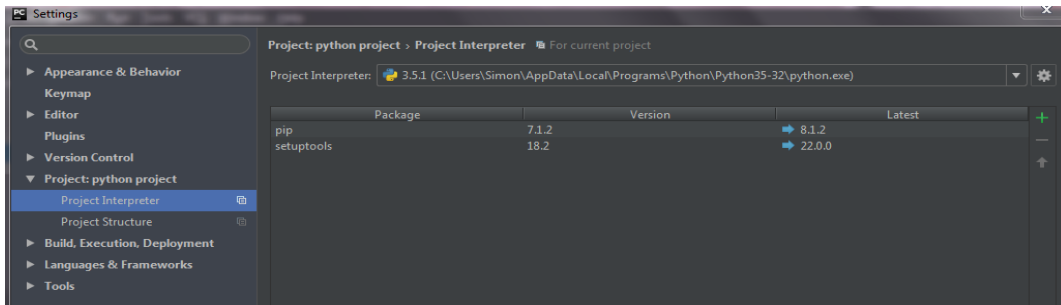 PC Settings
Project: python project › Project Interpreter For current project
Appearance & Behavior
Project Interpreter: 3.5.1 (C:\Users\Simon\AppData\Local\Programs\Python\Python35-32\python.exe)
Keymap
Editor
Package Version Latest
pip 7.1.2 8.1.2
Plugins
setuptools 18.2 22.0.0
Version Control
Project: python project
Project Interpreter
Project Structure
Build, Execution, Deployment
Languages & Frameworks
Tools